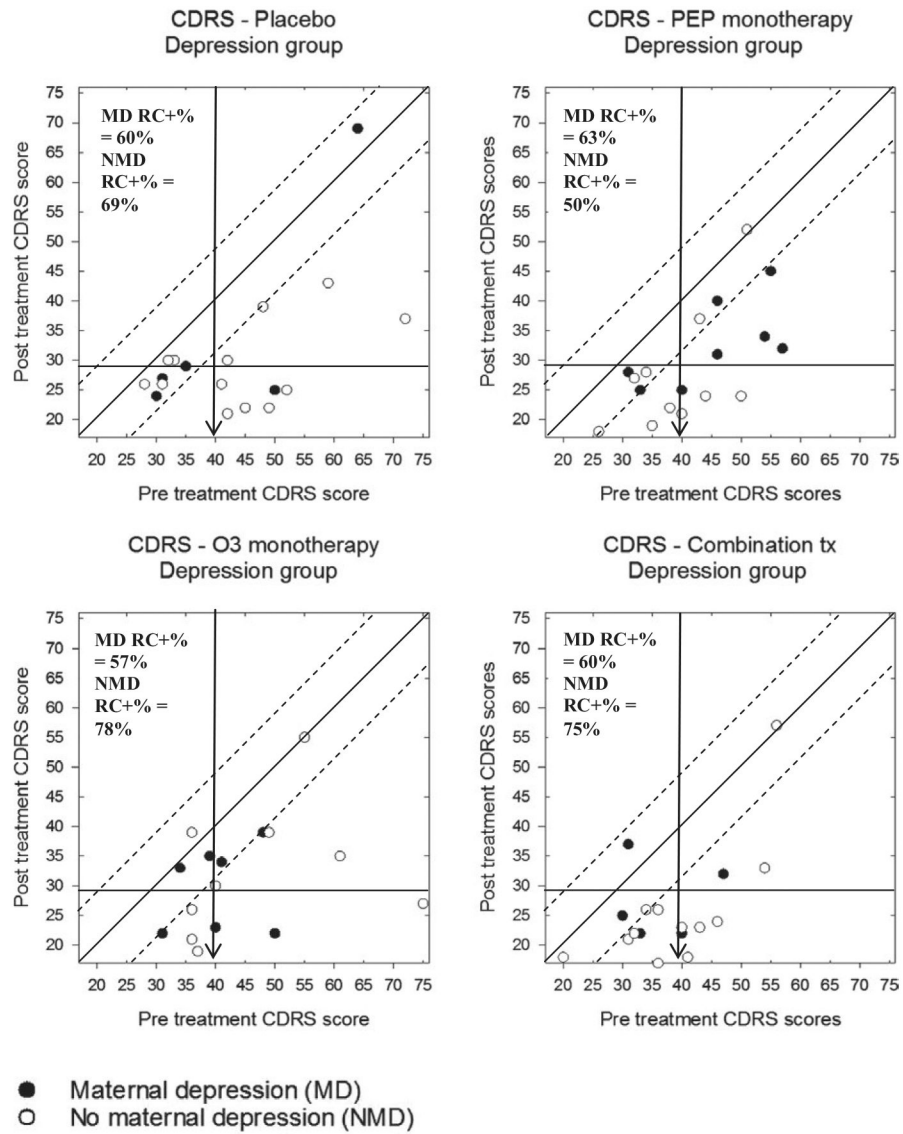 CDRS - Placebo
Depression group
MD RC+%
= 60%
NMD
RC+% =
69%
Post treatment CDRS score
75
70
65
60
55
50
45
40
35
30
25
20
20 25 30 35 40 45 50 55 60 65 70 75
Pre treatment CDRS score
CDRS - PEP monotherapy
Depression group
MD RC+%
= 63%
NMD
RC+% =
50%
Post treatment CDRS scores
75
70
65
60
55
50
45
40
35
30
25
20
20 25 30 35 40 45 50 55 60 65 70 75
Pre treatment CDRS scores
CDRS - O3 monotherapy
Depression group
MD RC+%
= 57%
NMD
RC+% =
78%
Post treatment CDRS score
75
70
65
60
55
50
45
40
35
30
25
20
20 25 30 35 40 45 50 55 60 65 70 75
Pre treatment CDRS score
CDRS - Combination tx
Depression group
MD RC+%
= 60%
NMD
RC+% =
75%
Post treatment CDRS scores
75
70
65
60
55
50
45
40
35
30
25
20
20 25 30 35 40 45 50 55 60 65 70 75
Pre treatment CDRS scores
Maternal depression (MD)
No maternal depression (NMD)